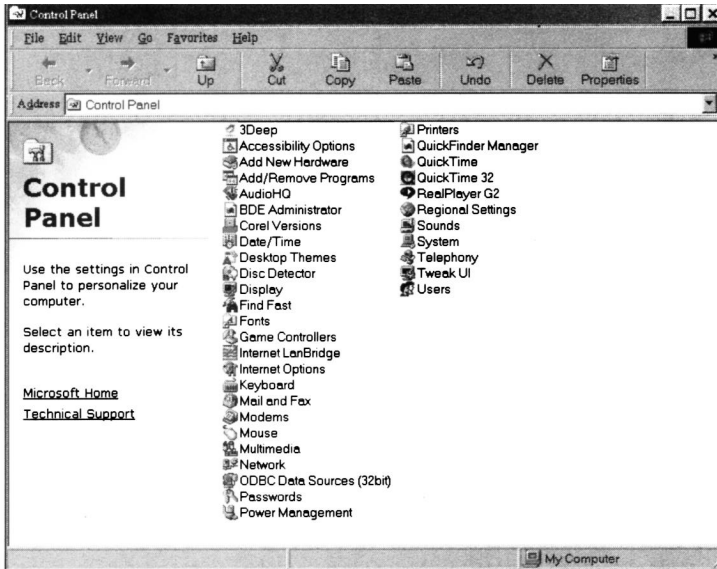 Control Panel
File Edit View Go Favorites Help
Back Forward Up Cut Copy Paste Undo Delete Properties
Address Control Panel
Control
Panel
Use the settings in Control
Panel to personalize your
computer.
Select an item to view its
description.
Microsoft Home
Technical Support
3Deep
Accessibility Options
Add New Hardware
Add/Remove Programs
AudioHQ
BDE Administrator
Corel Versions
Date/Time
Desktop Themes
Disc Detector
Display
Find Fast
Fonts
Game Controllers
Internet LanBridge
Internet Options
Keyboard
Mail and Fax
Modems
Mouse
Multimedia
Network
ODBC Data Sources (32bit)
Passwords
Power Management
Printers
QuickFinder Manager
QuickTime
QuickTime 32
RealPlayer G2
Regional Settings
Sounds
System
Telephony
Tweak UI
Users
My Computer